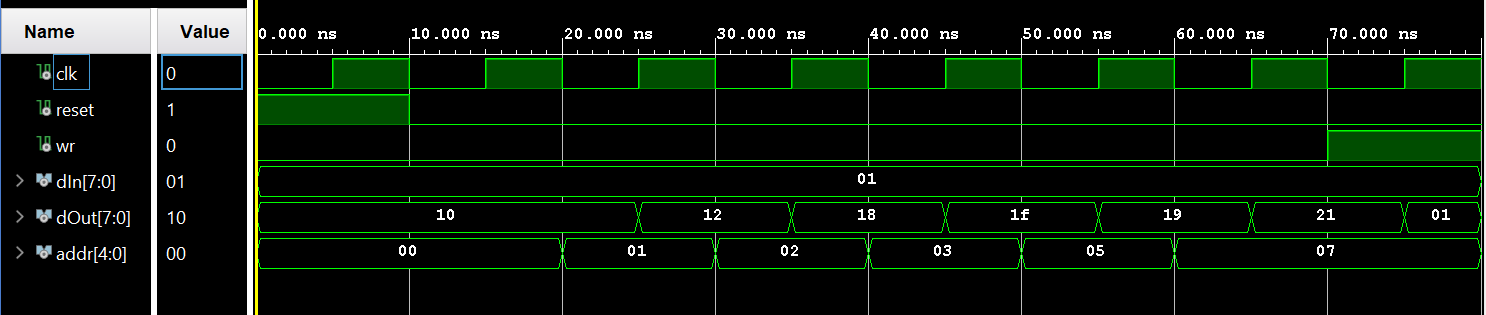 Name Value 0.000 ns 10.000 ns 20.000 ns 30.000 ns 40.000 ns 50.000 ns 60.000 ns 70.000 ns
clk 0
reset 1
wr 0
dIn[7:0] 01 01
dOut[7:0] 10 10 12 18 1f 19 21 01
addr[4:0] 00 00 01 02 03 05 07